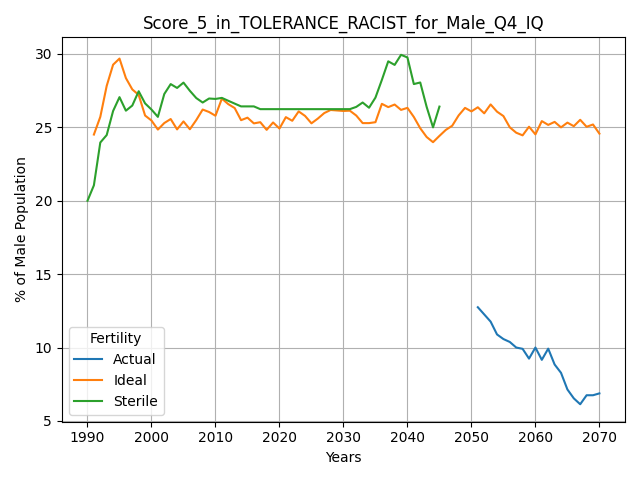 Score_5_in_TOLERANCE_RACIST_for_Male_Q4_IQ
% of Male Population
30
25
20
15
10
5
Fertility
Actual
Ideal
Sterile
1990 2000 2010 2020 2030 2040 2050 2060 2070
Years